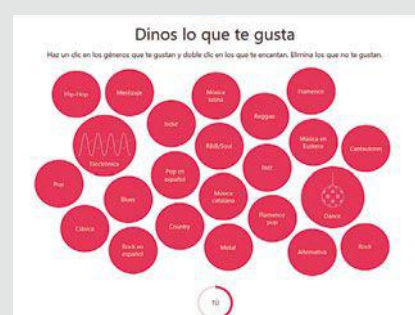 Dinos lo que te gusta
Haz un clic en los géneros que te gustan y doble clic en los que te encantan. Elimina los que no te gustan.
Hip-Hop
Mestizaje
Música
latina
Flamenco
Indie
Reggae
Electrónica
R&B/Soul
Música en
Euskera
Cantautores
Pop
Pop en
español
Jazz
Blues
Música
catalana
Dance
Clásica
Country
Flamenco
pop
Rock en
español
Metal
Alternativa
Rock
TÚ